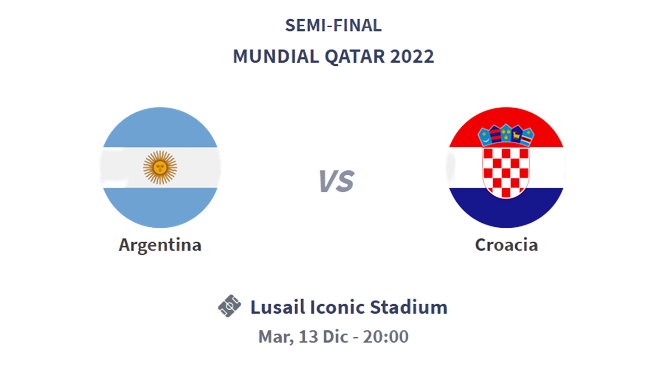 SEMI-FINAL
MUNDIAL QATAR 2022
VS
Argentina
Croacia
Lusail Iconic Stadium
Mar, 13 Dic - 20:00